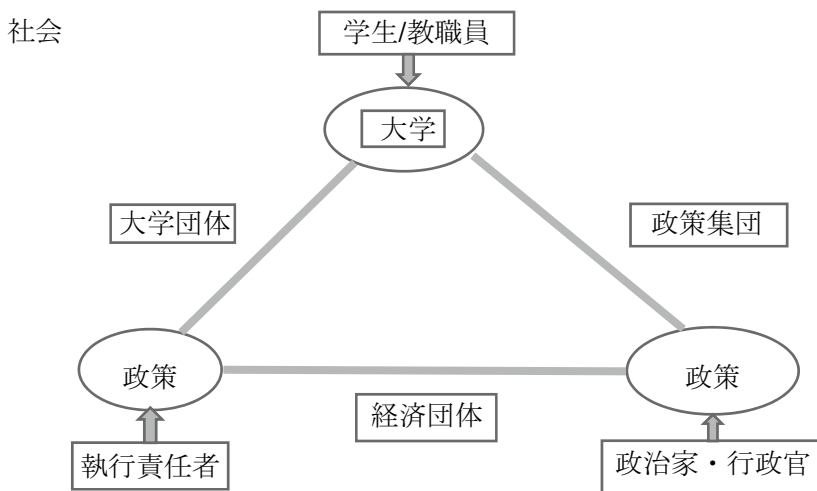 社会
学生/教職員
大学
大学団体
政策集団
政策
政策
経済団体
執行責任者
政治家・行政官